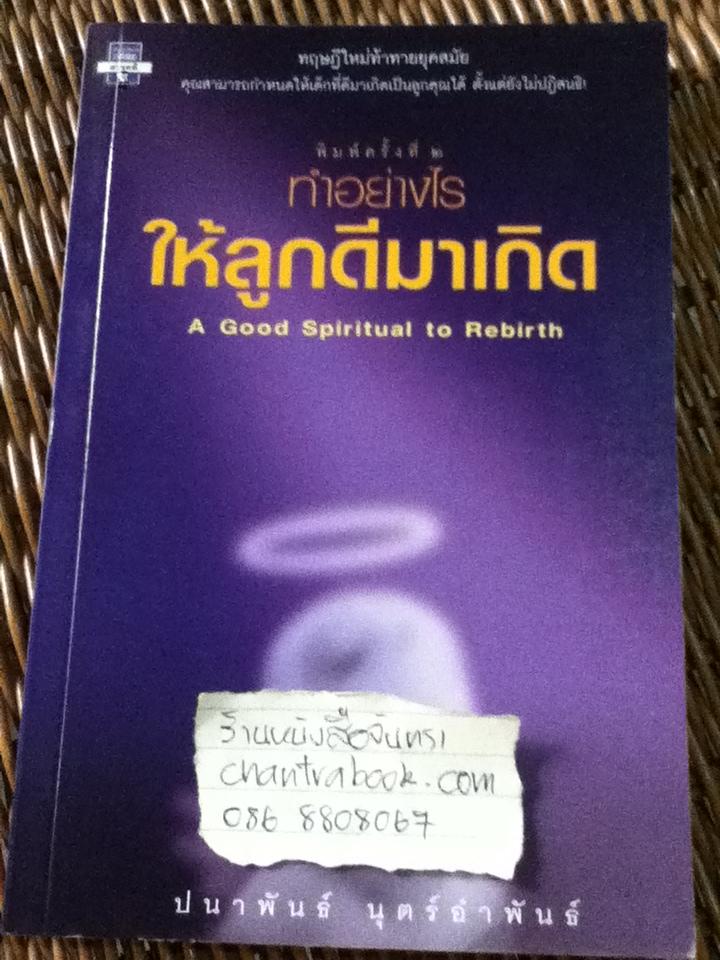 ทฤษฎีใหม่ท้าทายยุคสมัย
คุณสามารถกำหนดให้เด็กที่ดีมาเกิดเป็นลูกคุณได้ ตั้งแต่ยังไม่ปฏิสนธิ!
พิมพ์ครั้งที่ ๒
ทำอย่างไร
ให้ลูกดีมาเกิด
A Good Spiritual to Rebirth
ร้านหนังสือจันทรา
chantrabook.com
086 8808067
ปนาพันธ์ นุตร์อำพันธ์